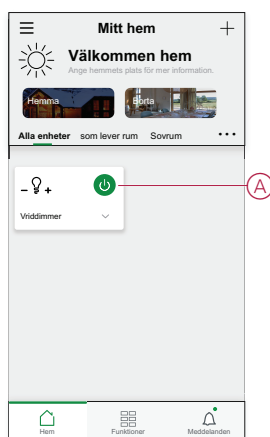 Mitt hem
Välkommen hem
Ange hemmets plats för mer information.
Hemma
Borta
Alla enheter som lever rum Sovrum
Vriddimmer
A
Hem Funktioner Meddelanden